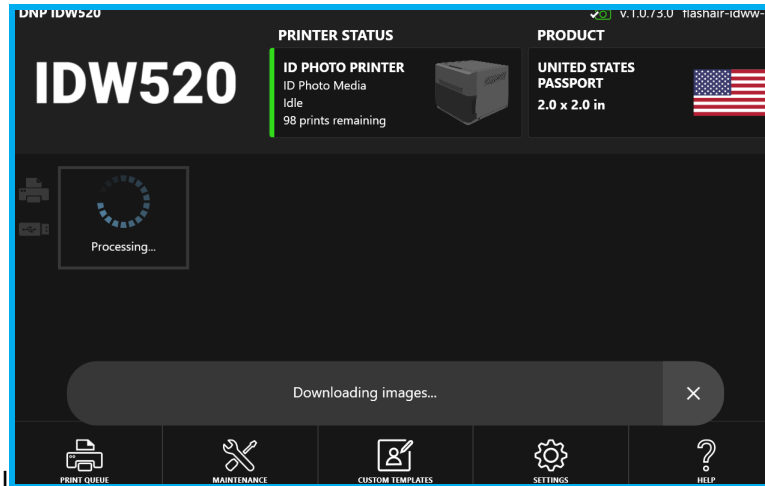 DNP IDW520
v.1.0.73.0 flashair-idww-
PRINTER STATUS
PRODUCT
IDW520
ID PHOTO PRINTER
ID Photo Media
Idle
98 prints remaining
UNITED STATES
PASSPORT
2.0 x 2.0 in
Processing...
Downloading images...
PRINT QUEUE
MAINTENANCE
CUSTOM TEMPLATES
SETTINGS
HELP